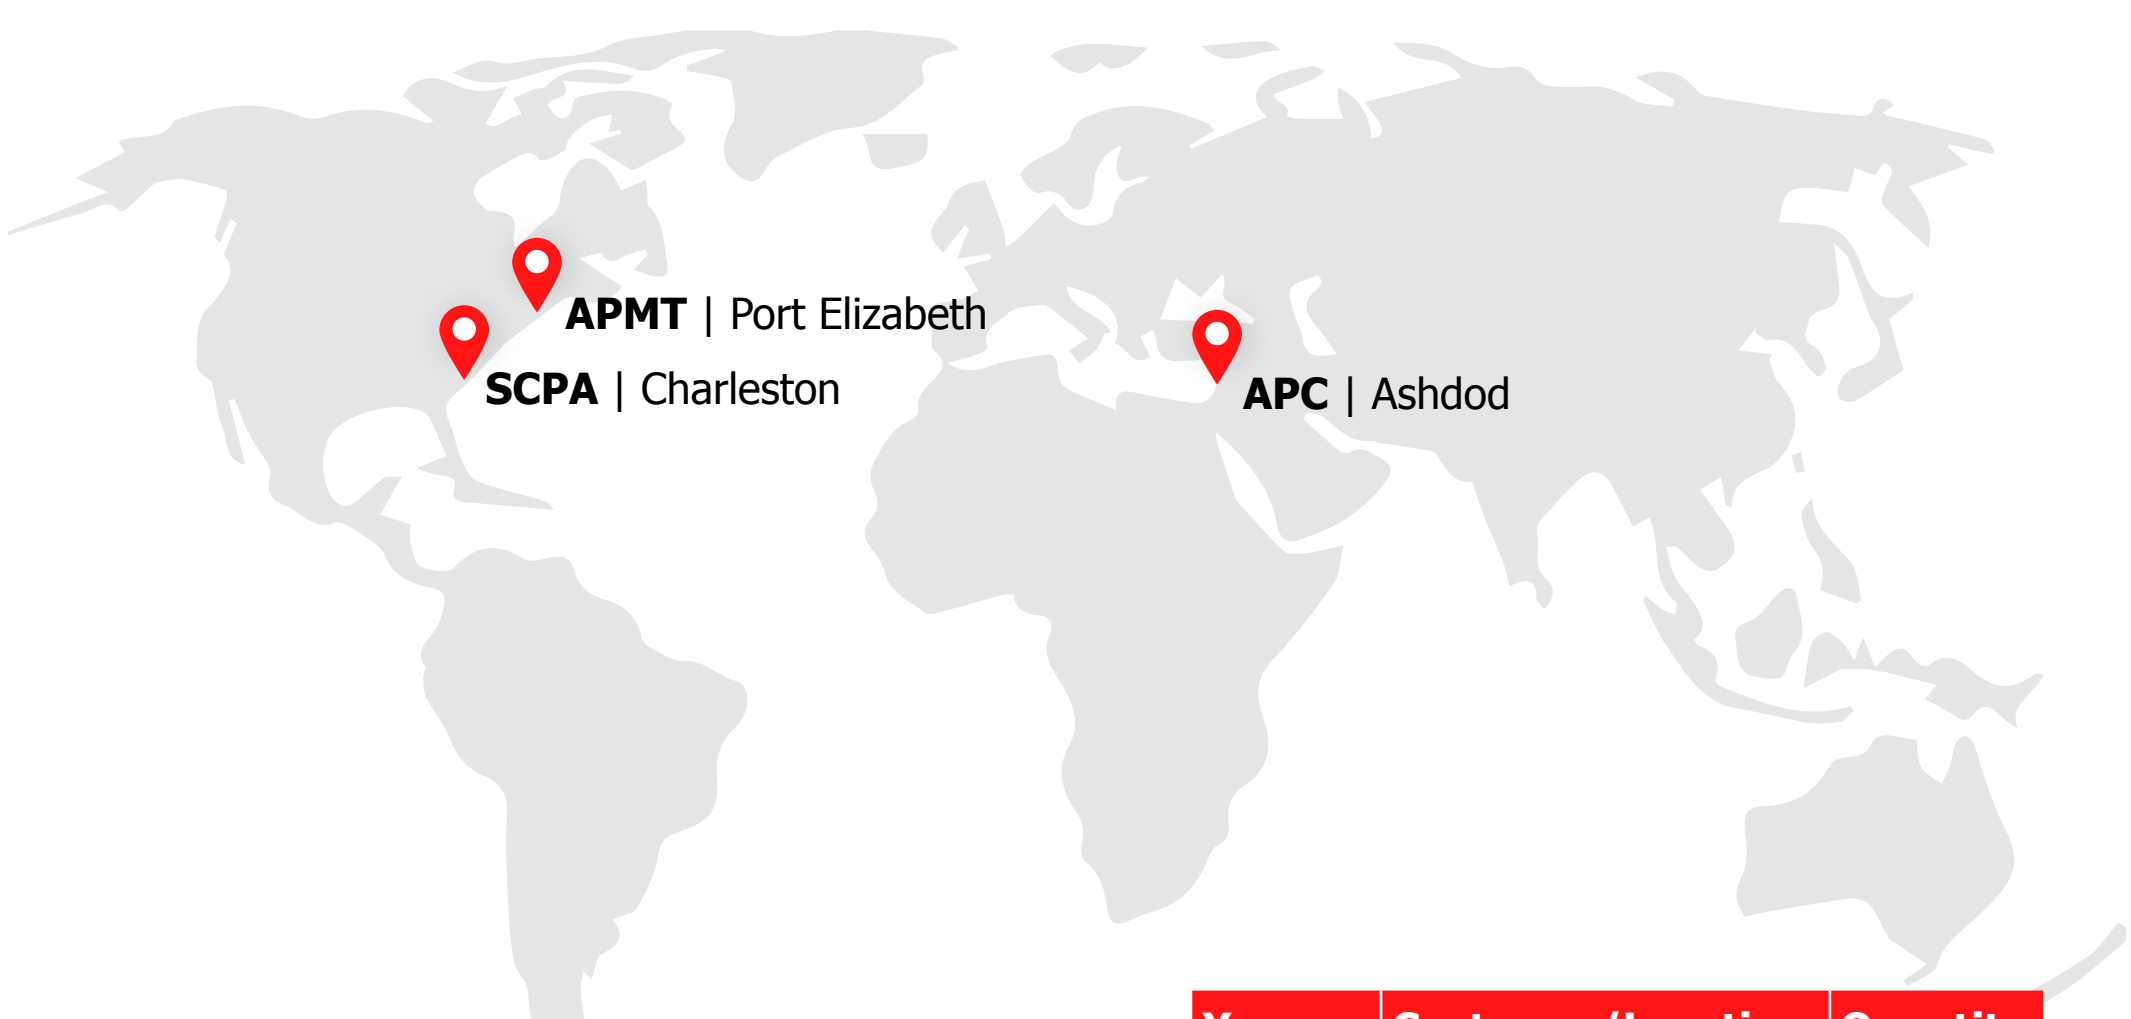 APMT | Port Elizabeth
SCPA | Charleston
APC | Ashdod